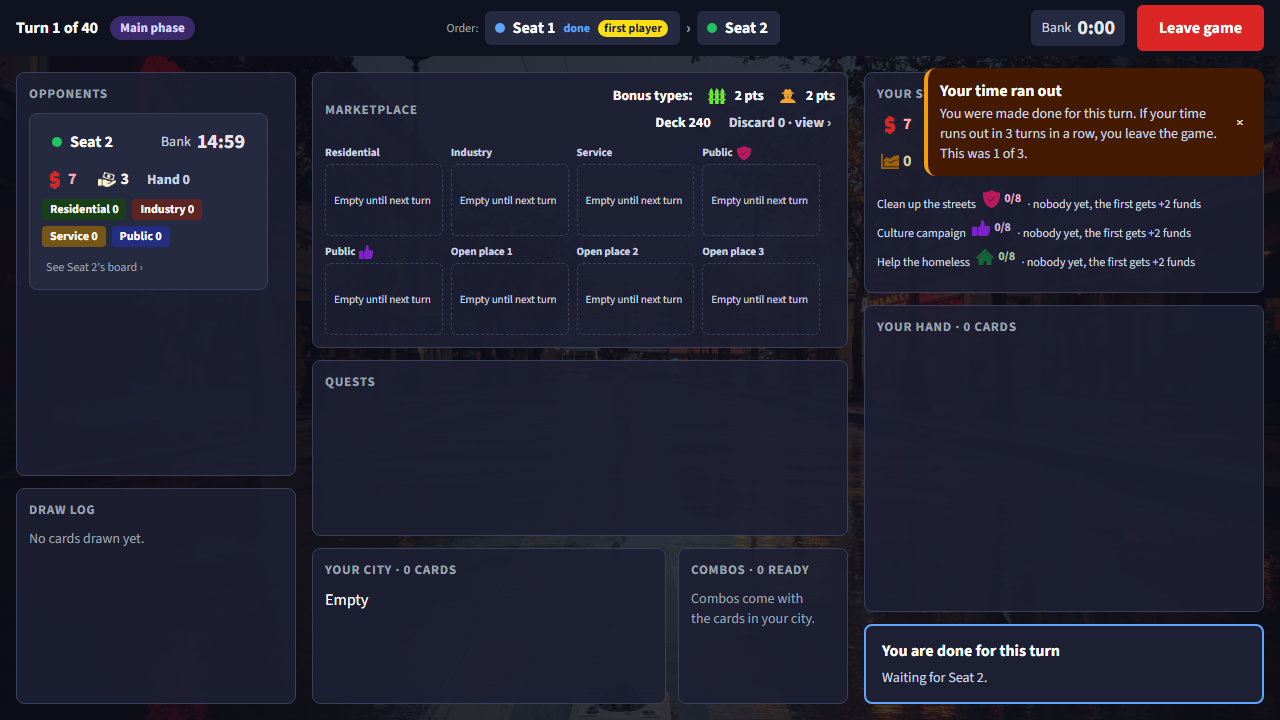 Turn 1 of 40
Main phase
Order:
Seat 1 done first player
› Seat 2
Bank 0:00
Leave game
OPPONENTS
Seat 2
Bank 14:59
7
3
Hand 0
Residential 0
Industry 0
Service 0
Public 0
See Seat 2's board ›
DRAW LOG
No cards drawn yet.
MARKETPLACE
Bonus types: 2 pts 2 pts
Deck 240 Discard 0 · view ›
Residential
Industry
Service
Public
Empty until next turn
Empty until next turn
Empty until next turn
Empty until next turn
Public
Open place 1
Open place 2
Open place 3
Empty until next turn
Empty until next turn
Empty until next turn
Empty until next turn
QUESTS
YOUR CITY · 0 CARDS
Empty
COMBOS · 0 READY
Combos come with
the cards in your city.
YOUR S
7
0
Your time ran out
You were made done for this turn. If your time
runs out in 3 turns in a row, you leave the game.
This was 1 of 3.
×
Clean up the streets 0/8 · nobody yet, the first gets +2 funds
Culture campaign 0/8 · nobody yet, the first gets +2 funds
Help the homeless 0/8 · nobody yet, the first gets +2 funds
YOUR HAND · 0 CARDS
You are done for this turn
Waiting for Seat 2.